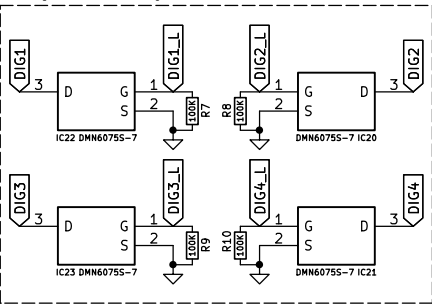 DIG1
DIG1_L
DIG2_L
DIG2
3
D
G
1
S
2
100K
R7
R8
100K
1
G
2
S
D
3
IC22 DMN6075S-7
DMN6075S-7 IC20
DIG3
DIG3_L
DIG4_L
DIG4
3
D
G
1
S
2
100K
R9
R10
100K
1
G
2
S
D
3
IC23 DMN6075S-7
DMN6075S-7 IC21